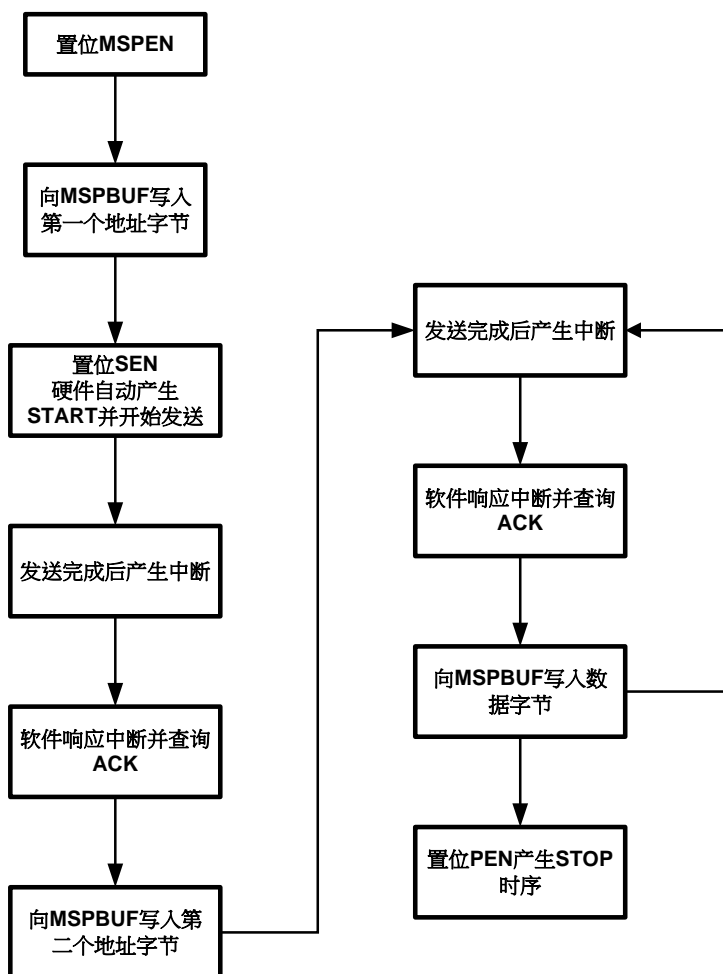 置位MSPEN
向MSPBUF写入
第一个地址字节
置位SEN
硬件自动产生
START并开始发送
发送完成后产生中断
软件响应中断并查询
ACK
向MSPBUF写入第
二个地址字节
发送完成后产生中断
软件响应中断并查询
ACK
向MSPBUF写入数
据字节
置位PEN产生STOP
时序